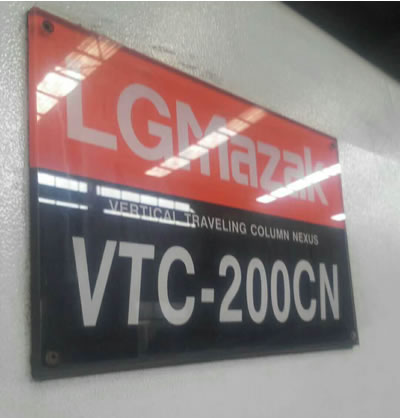 LGMazak
VERTICAL TRAVELING COLUMN NEXUS
VTC-200CN